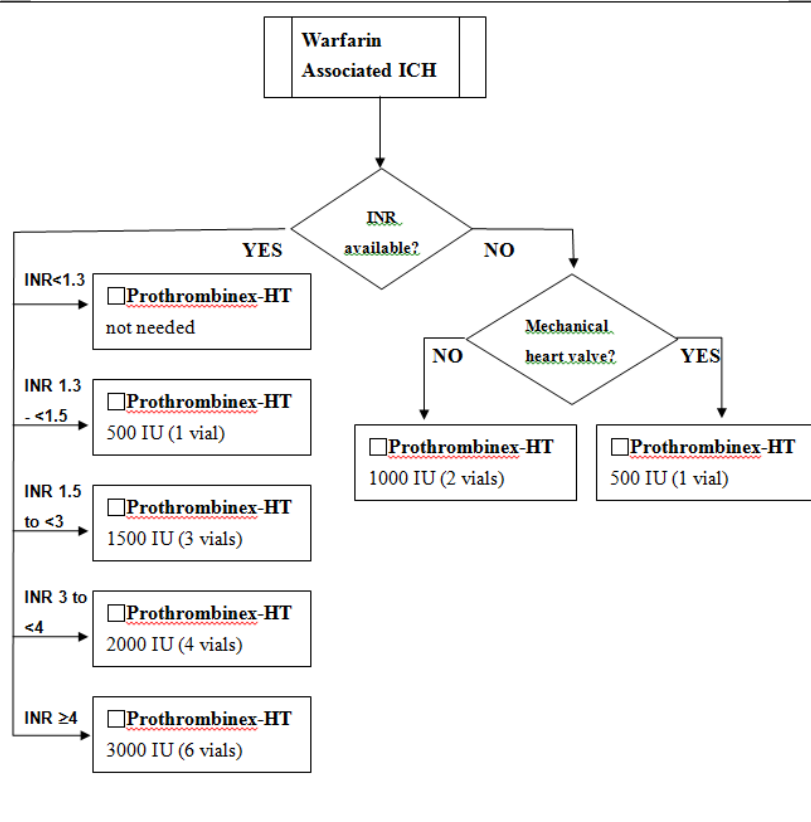 Warfarin
Associated ICH
INR
available?
YES
NO
INR<1.3
☐Prothrombinex-HT
not needed
INR 1.3
- <1.5
☐Prothrombinex-HT
500 IU (1 vial)
INR 1.5
to <3
☐Prothrombinex-HT
1500 IU (3 vials)
INR 3 to
<4
☐Prothrombinex-HT
2000 IU (4 vials)
INR ≥4
☐Prothrombinex-HT
3000 IU (6 vials)
Mechanical
heart valve?
NO
YES
☐Prothrombinex-HT
1000 IU (2 vials)
☐Prothrombinex-HT
500 IU (1 vial)